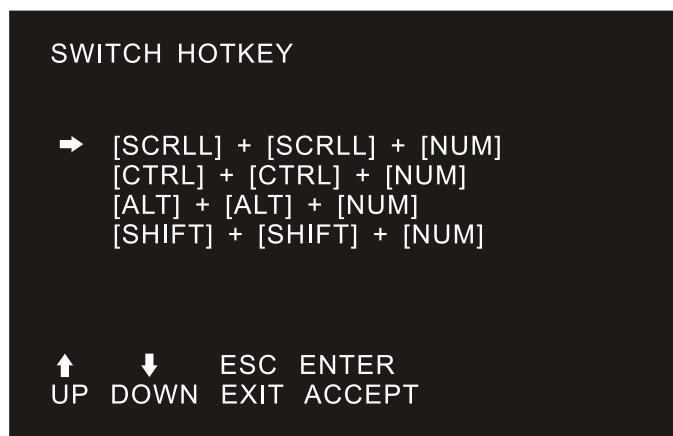 SWITCH HOTKEY
➡ [SCRLL] + [SCRLL] + [NUM]
[CTRL] + [CTRL] + [NUM]
[ALT] + [ALT] + [NUM]
[SHIFT] + [SHIFT] + [NUM]
⬆ ⬇ ESC ENTER
UP DOWN EXIT ACCEPT